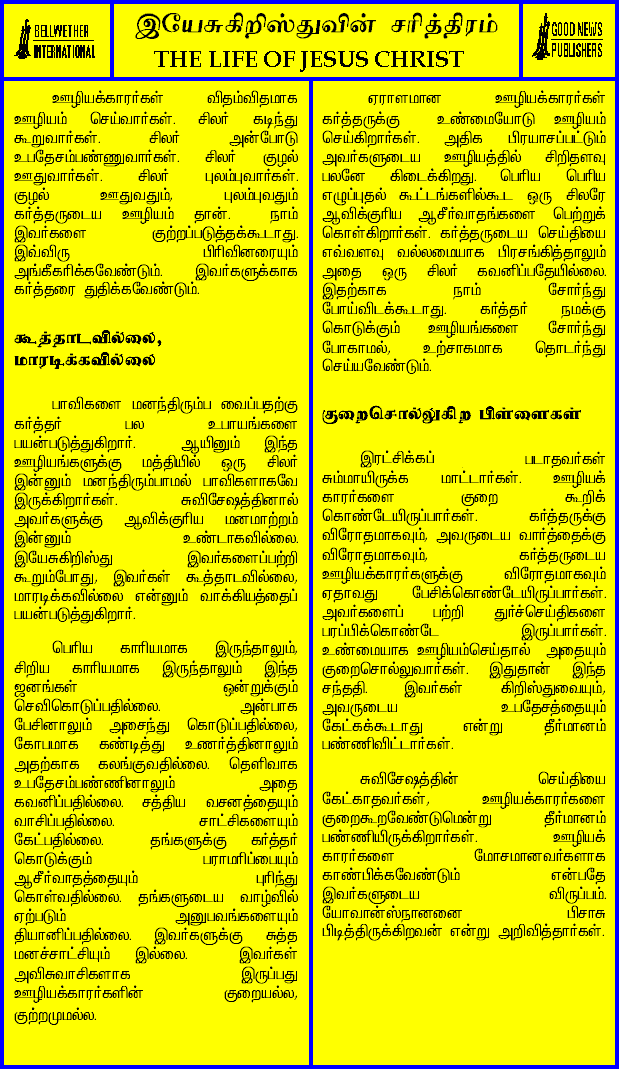 BELLWETHER
INTERNATIONAL
இயேசுகிறிஸ்துவின் சரித்திரம்
THE LIFE OF JESUS CHRIST
GOOD NEWS
PUBLISHERS
ஊழியக்காரர்கள் விதம்விதமாக
ஊழியம் செய்வார்கள். சிலர் கடிந்து
கூறுவார்கள். சிலர் அன்போடு
உபதேசம்பண்ணுவார்கள். சிலர் குழல்
ஊதுவார்கள். சிலர் புலம்புவார்கள்.
குழல் ஊதுவதும், புலம்புவதும்
கர்த்தருடைய ஊழியம் தான். நாம்
இவர்களை குற்றப்படுத்தக்கூடாது.
இவ்விரு பிரிவினரையும்
அங்கீகரிக்கவேண்டும். இவர்களுக்காக
கர்த்தரை துதிக்கவேண்டும்.
கூத்தாடவில்லை,
மாரடிக்கவில்லை
பாவிகளை மனந்திரும்ப வைப்பதற்கு
கர்த்தர் பல உபாயங்களை
பயன்படுத்துகிறார். ஆயினும் இந்த
ஊழியங்களுக்கு மத்தியில் ஒரு சிலர்
இன்னும் மனந்திரும்பாமல் பாவிகளாகவே
இருக்கிறார்கள். சுவிசேஷத்தினால்
அவர்களுக்கு ஆவிக்குரிய மனமாற்றம்
இன்னும் உண்டாகவில்லை.
இயேசுகிறிஸ்து இவர்களைப்பற்றி
கூறும்போது, இவர்கள் கூத்தாடவில்லை,
மாரடிக்கவில்லை என்னும் வாக்கியத்தைப்
பயன்படுத்துகிறார்.
பெரிய காரியமாக இருந்தாலும்,
சிறிய காரியமாக இருந்தாலும் இந்த
ஜனங்கள் ஒன்றுக்கும்
செவிகொடுப்பதில்லை. அன்பாக
பேசினாலும் அசைந்து கொடுப்பதில்லை,
கோபமாக கண்டித்து உணர்த்தினாலும்
அதற்காக கலங்குவதில்லை. தெளிவாக
உபதேசம்பண்ணினாலும் அதை
கவனிப்பதில்லை. சத்திய வசனத்தையும்
வாசிப்பதில்லை. சாட்சிகளையும்
கேட்பதில்லை. தங்களுக்கு கர்த்தர்
கொடுக்கும் பராமரிப்பையும்
ஆசீர்வாதத்தையும் புரிந்து
கொள்வதில்லை. தங்களுடைய வாழ்வில்
ஏற்படும் அனுபவங்களையும்
தியானிப்பதில்லை. இவர்களுக்கு சுத்த
மனச்சாட்சியும் இல்லை. இவர்கள்
அவிசுவாசிகளாக இருப்பது
ஊழியக்காரர்களின் குறையல்ல,
குற்றமுமல்ல.
ஏராளமான ஊழியக்காரர்கள்
கர்த்தருக்கு உண்மையோடு ஊழியம்
செய்கிறார்கள். அதிக பிரயாசப்பட்டும்
அவர்களுடைய ஊழியத்தில் சிறிதளவு
பலனே கிடைக்கிறது. பெரிய பெரிய
எழுப்புதல் கூட்டங்களில்கூட ஒரு சிலரே
ஆவிக்குரிய ஆசீர்வாதங்களை பெற்றுக்
கொள்கிறார்கள். கர்த்தருடைய செய்தியை
எவ்வளவு வல்லமையாக பிரசங்கித்தாலும்
அதை ஒரு சிலர் கவனிப்பதேயில்லை.
இதற்காக நாம் சோர்ந்து
போய்விடக்கூடாது. கர்த்தர் நமக்கு
கொடுக்கும் ஊழியங்களை சோர்ந்து
போகாமல், உற்சாகமாக தொடர்ந்து
செய்யவேண்டும்.
குறைசொல்லுகிற பிள்ளைகள்
இரட்சிக்கப் படாதவர்கள்
சும்மாயிருக்க மாட்டார்கள். ஊழியக்
காரர்களை குறை கூறிக்
கொண்டேயிருப்பார்கள். கர்த்தருக்கு
விரோதமாகவும், அவருடைய வார்த்தைக்கு
விரோதமாகவும், கர்த்தருடைய
ஊழியக்காரர்களுக்கு விரோதமாகவும்
ஏதாவது பேசிக்கொண்டேயிருப்பார்கள்.
அவர்களைப் பற்றி துர்ச்செய்திகளை
பரப்பிக்கொண்டே இருப்பார்கள்.
உண்மையாக ஊழியம்செய்தால் அதையும்
குறைசொல்லுவார்கள். இதுதான் இந்த
சந்ததி. இவர்கள் கிறிஸ்துவையும்,
அவருடைய உபதேசத்தையும்
கேட்கக்கூடாது என்று தீர்மானம்
பண்ணிவிட்டார்கள்.
சுவிசேஷத்தின் செய்தியை
கேட்காதவர்கள், ஊழியக்காரர்களை
குறைகூறவேண்டுமென்று தீர்மானம்
பண்ணியிருக்கிறார்கள். ஊழியக்
காரர்களை மோசமானவர்களாக
காண்பிக்கவேண்டும் என்பதே
இவர்களுடைய விருப்பம்.
யோவான்ஸ்நானனை பிசாசு
பிடித்திருக்கிறவன் என்று அறிவித்தார்கள்.